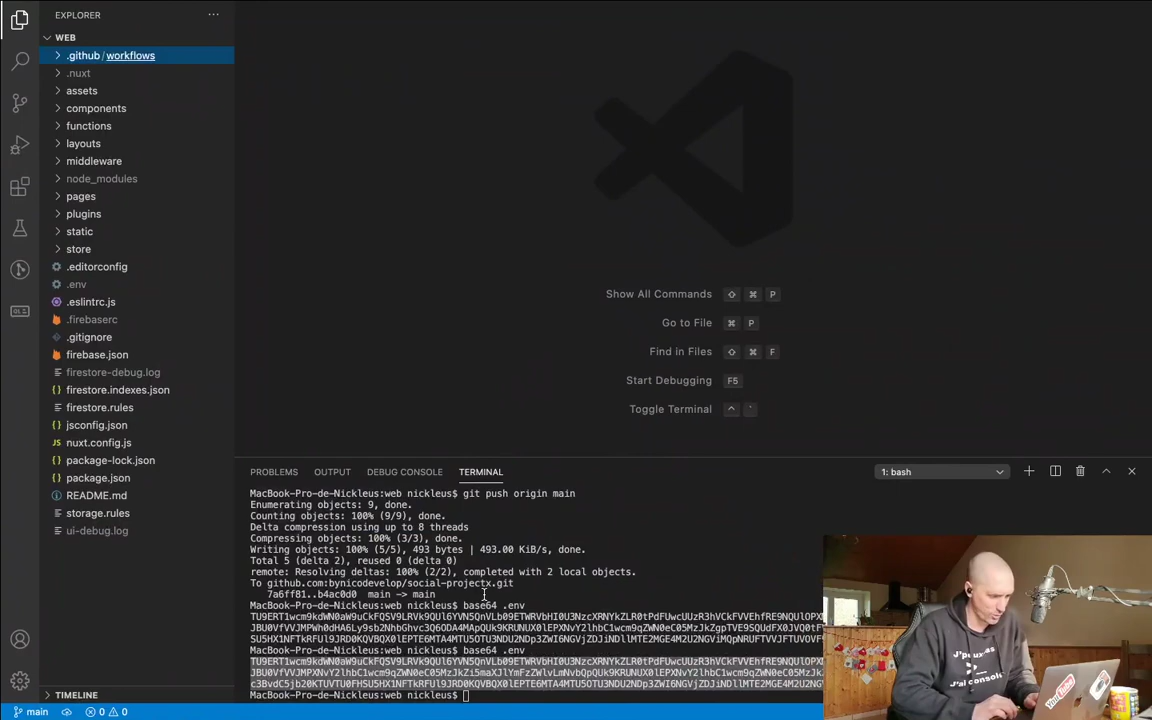 EXPLORER
WEB
.github/workflows
.nuxt
assets
components
functions
layouts
middleware
node_modules
pages
plugins
static
store
.editorconfig
.env
.eslintrc.js
.firebaserc
.gitignore
firebase.json
firestore-debug.log
firestore.indexes.json
firestore.rules
jsconfig.json
nuxt.config.js
package-lock.json
package.json
README.md
storage.rules
ui-debug.log
TIMELINE
main
0 0
Show All Commands ⇧ ⌘ P
Go to File ⌘ P
Find in Files ⇧ ⌘ F
Start Debugging F5
Toggle Terminal ^ `
PROBLEMS OUTPUT DEBUG CONSOLE TERMINAL
1: bash
MacBook-Pro-de-Nickleus:web nickleus$ git push origin main
Enumerating objects: 9, done.
Counting objects: 100% (9/9), done.
Delta compression using up to 8 threads
Compressing objects: 100% (3/3), done.
Writing objects: 100% (5/5), 493 bytes | 493.00 KiB/s, done.
Total 5 (delta 2), reused 0 (delta 0)
remote: Resolving deltas: 100% (2/2), completed with 2 local objects.
To github.com:bynicodevelop/social-projectx.git
7a6ff81..b4ac0d0 main -> main
MacBook-Pro-de-Nickleus:web nickleus$ base64 .env
MacBook-Pro-de-Nickleus:web nickleus$ base64 .env
MacBook-Pro-de-Nickleus:web nickleus$
J'peux pas
J'ai console
YouTube